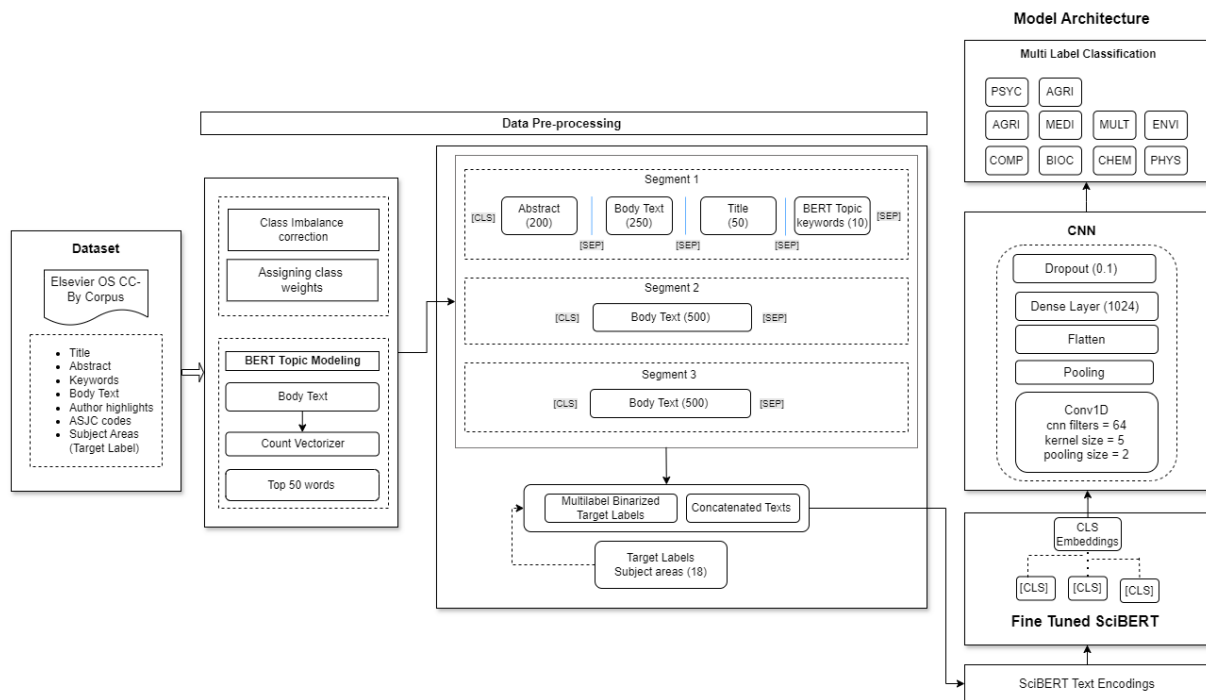 Model Architecture
Multi Label Classification
PSYC
AGRI
AGRI
MEDI
MULT
ENVI
COMP
BIOC
CHEM
PHYS
Data Pre-processing
Dataset
Elsevier OS CC-
By Corpus
Title
Abstract
Keywords
Body Text
Author highlights
ASJC codes
Subject Areas
(Target Label)
Class Imbalance
correction
Assigning class
weights
BERT Topic Modeling
Body Text
Count Vectorizer
Top 50 words
Segment 1
[CLS]
Abstract
(200)
[SEP]
Body Text
(250)
[SEP]
Title
(50)
[SEP]
BERT Topic
keywords (10)
[SEP]
Segment 2
[CLS]
Body Text (500)
[SEP]
Segment 3
[CLS]
Body Text (500)
[SEP]
Multilabel Binarized
Target Labels
Concatenated Texts
Target Labels
Subject areas (18)
CNN
Dropout (0.1)
Dense Layer (1024)
Flatten
Pooling
Conv1D
cnn filters = 64
kernel size = 5
pooling size = 2
CLS
Embeddings
[CLS]
[CLS]
[CLS]
Fine Tuned SciBERT
SciBERT Text Encodings